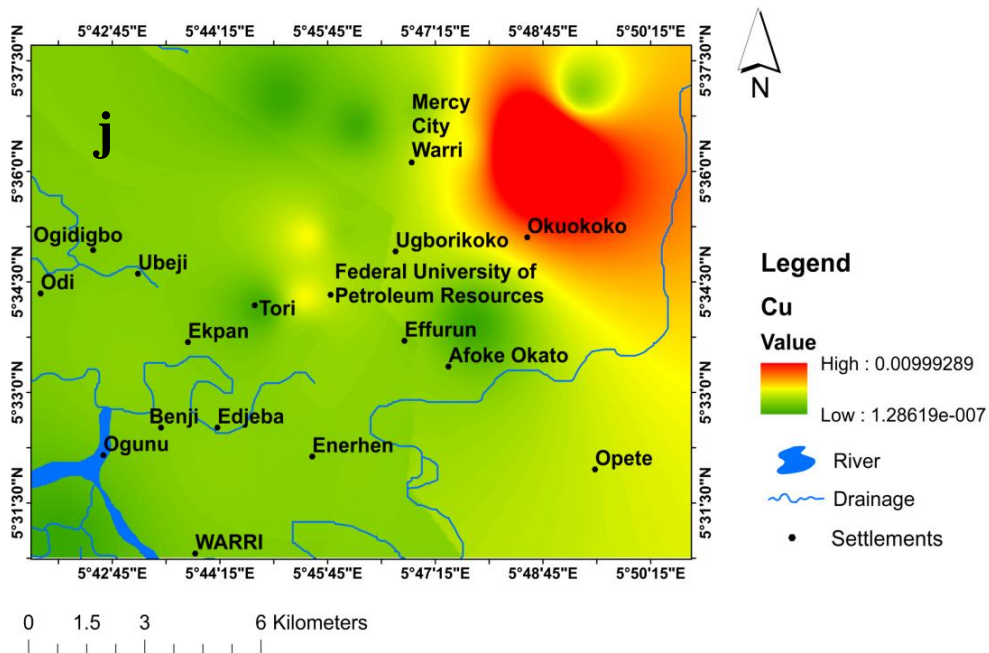 5°42'45"E 5°44'15"E 5°45'45"E 5°47'15"E 5°48'45"E 5°50'15"E
5°37'30"N
5°36'0"N
5°34'30"N
5°33'0"N
5°31'30"N
5°37'30"N
5°36'0"N
5°34'30"N
5°33'0"N
5°31'30"N
j
Mercy
City
Warri
Ogidigbo
Ubeji
Odi
Ugborikoko
Okuokoko
Federal University of
Petroleum Resources
Tori
Ekpan
Effurun
Afoke Okato
Benji
Edjeba
Ogunu
Enerhen
Opete
WARRI
5°42'45"E 5°44'15"E 5°45'45"E 5°47'15"E 5°48'45"E 5°50'15"E
0 1.5 3 6 Kilometers
N
Legend
Cu
Value
High : 0.00999289
Low : 1.28619e-007
River
Drainage
Settlements